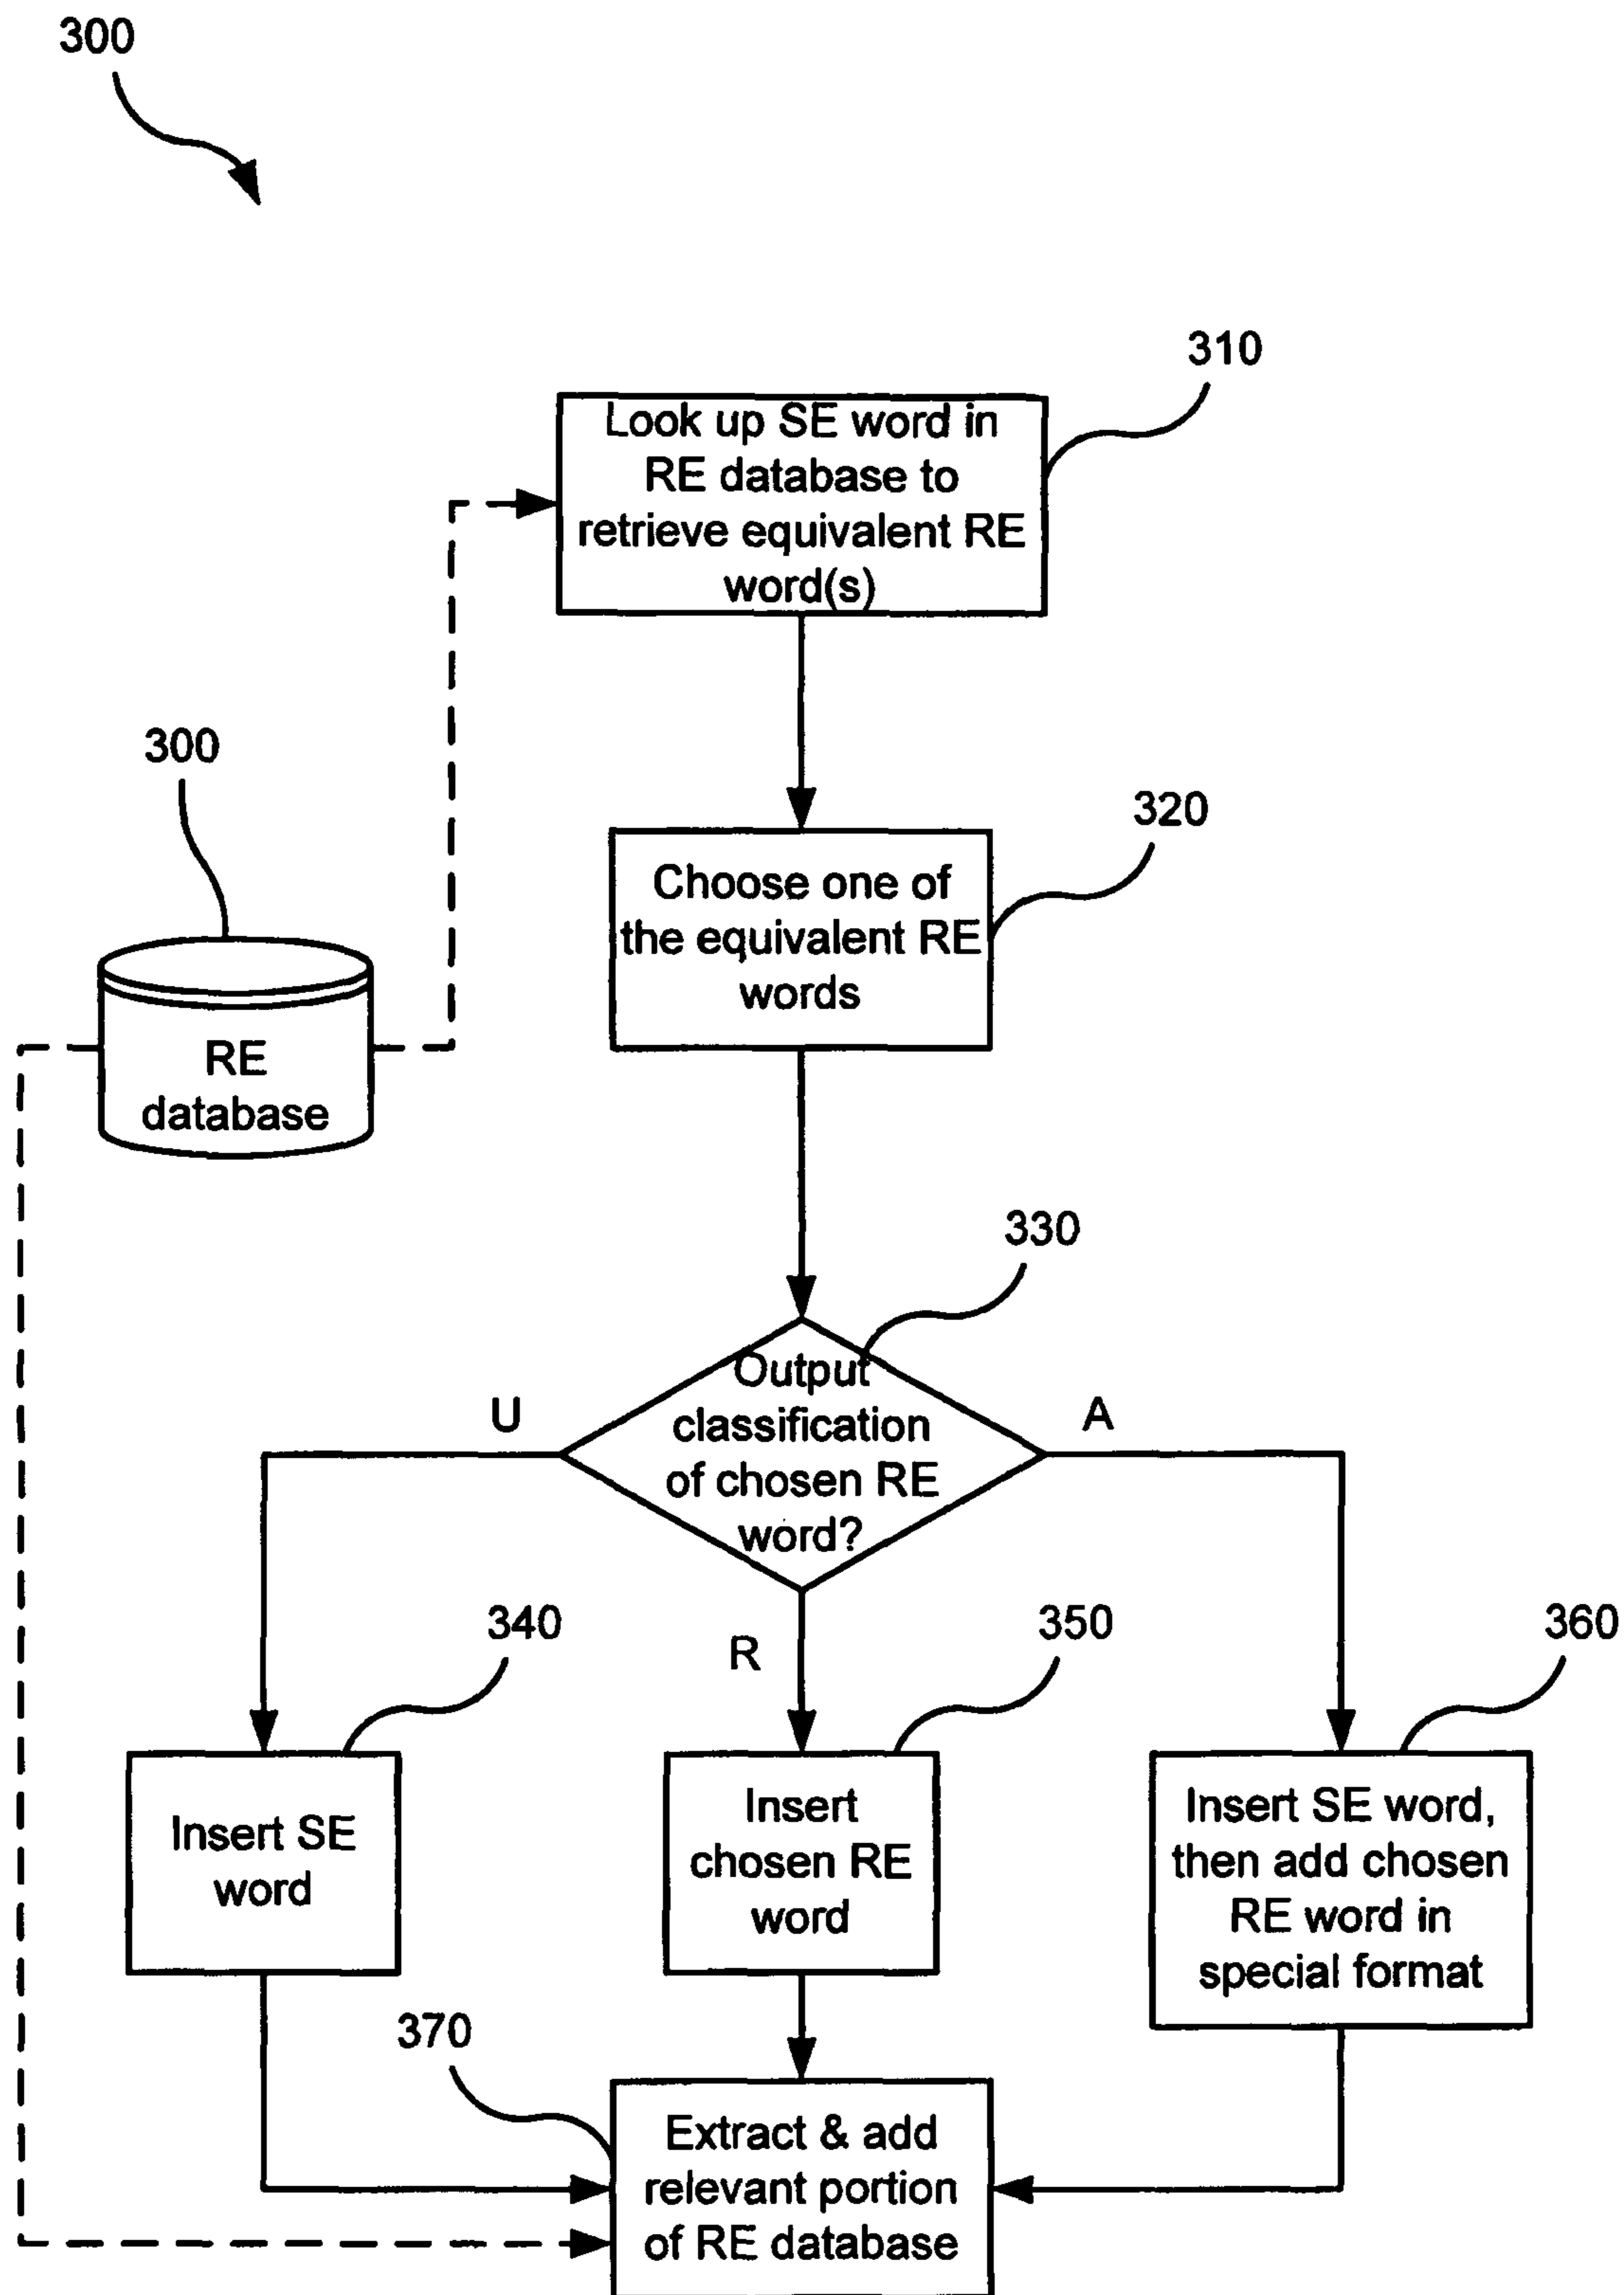 300
310
Look up SE word in
RE database to
retrieve equivalent RE
word(s)
300
320
Choose one of
the equivalent RE
words
RE
database
330
Output
classification
of chosen RE
word?
U
A
R
340
350
360
Insert SE
word
Insert
chosen RE
word
Insert SE word,
then add chosen
RE word in
special format
370
Extract & add
relevant portion
of RE database